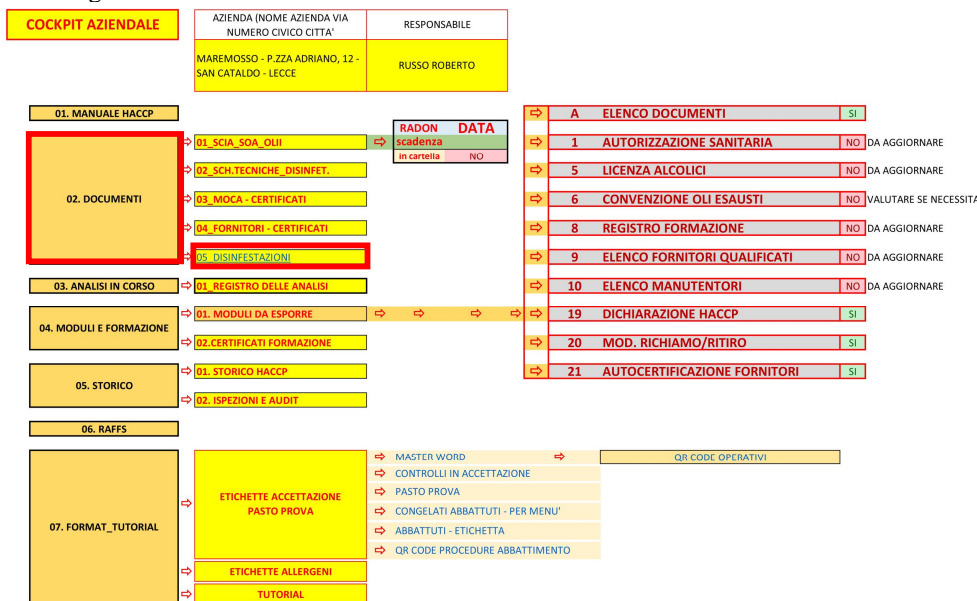 COCKPIT AZIENDALE
AZIENDA (NOME AZIENDA VIA
NUMERO CIVICO CITTA'
RESPONSABILE
MAREMOSSO - P.ZZA ADRIANO, 12 -
SAN CATALDO - LECCE
RUSSO ROBERTO
01. MANUALE HACCP
A ELENCO DOCUMENTI SI
RADON DATA
01_SCIA_SOA_OLII
scadenza
1 AUTORIZZAZIONE SANITARIA NO DA AGGIORNARE
in cartella NO
02_SCH.TECNICHE_DISINFET.
5 LICENZA ALCOLICI NO DA AGGIORNARE
02. DOCUMENTI
03_MOCA - CERTIFICATI
6 CONVENZIONE OLI ESAUSTI NO VALUTARE SE NECESSITA
04_FORNITORI - CERTIFICATI
8 REGISTRO FORMAZIONE NO DA AGGIORNARE
05_DISINFESTAZIONI
9 ELENCO FORNITORI QUALIFICATI NO DA AGGIORNARE
03. ANALISI IN CORSO
01_REGISTRO DELLE ANALISI
10 ELENCO MANUTENTORI NO DA AGGIORNARE
04. MODULI E FORMAZIONE
01. MODULI DA ESPORRE
19 DICHIARAZIONE HACCP SI
02.CERTIFICATI FORMAZIONE
20 MOD. RICHIAMO/RITIRO SI
05. STORICO
01. STORICO HACCP
21 AUTOCERTIFICAZIONE FORNITORI SI
02. ISPEZIONI E AUDIT
06. RAFFS
07. FORMAT_TUTORIAL
ETICHETTE ACCETTAZIONE
PASTO PROVA
MASTER WORD
QR CODE OPERATIVI
CONTROLLI IN ACCETTAZIONE
PASTO PROVA
CONGELATI ABBATTUTI - PER MENU'
ABBATTUTI - ETICHETTA
QR CODE PROCEDURE ABBATTIMENTO
ETICHETTE ALLERGENI
TUTORIAL